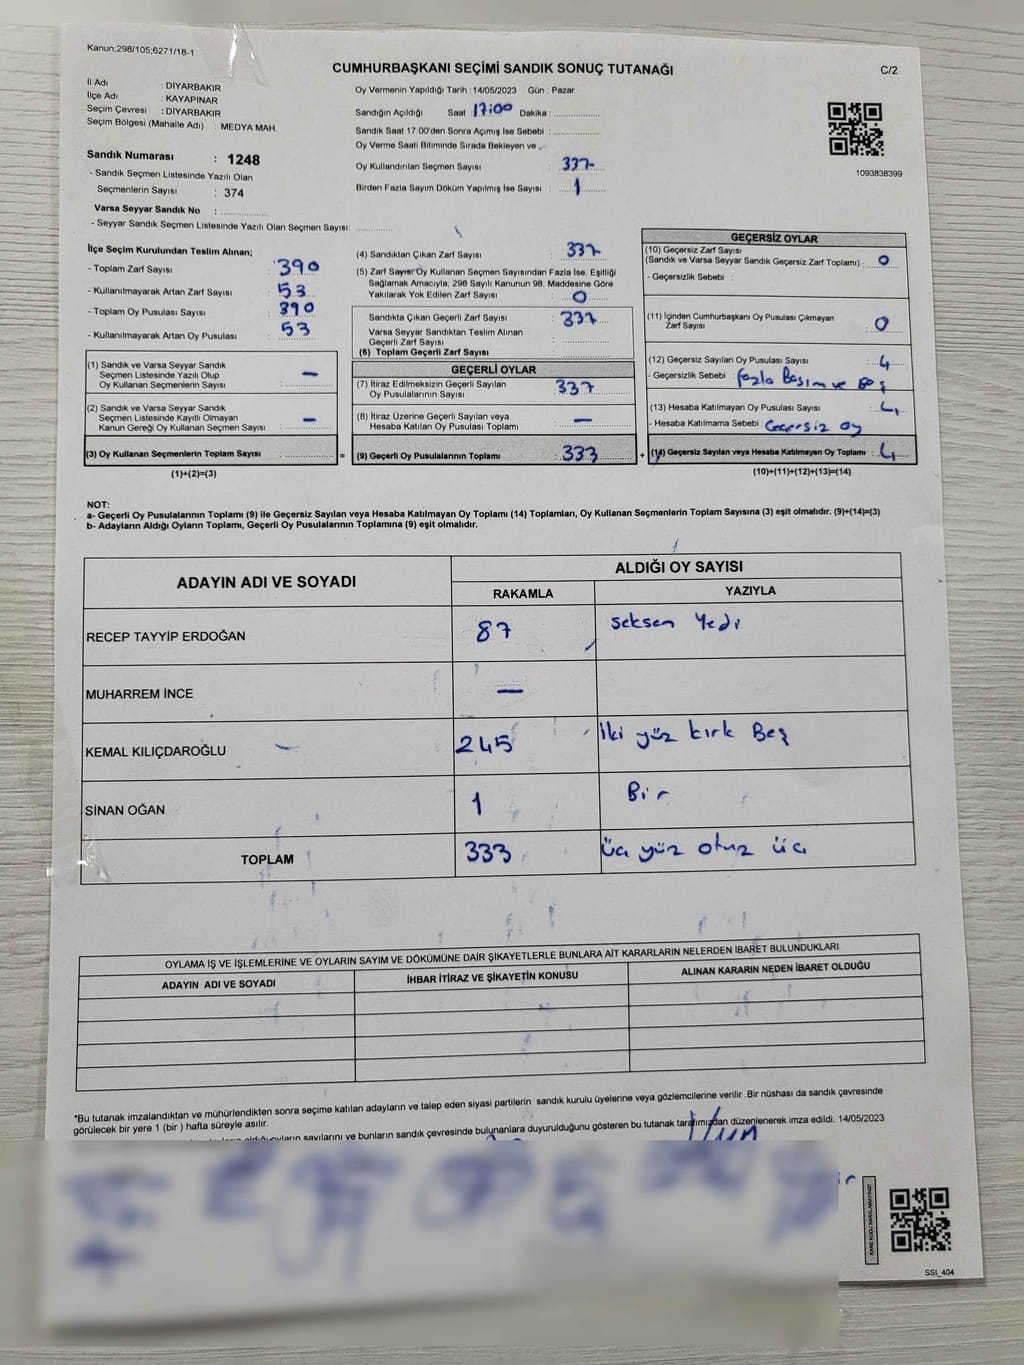 Kanun;298/105;6271/18-1
CUMHURBAŞKANI SEÇİMİ SANDIK SONUÇ TUTANAĞI
C/2
İl Adı : DİYARBAKIR
İlçe Adı : KAYAPINAR
Seçim Çevresi : DİYARBAKIR
Seçim Bölgesi (Mahalle Adı) : MEDYA MAH.
Sandık Numarası : 1248
- Sandık Seçmen Listesinde Yazılı Olan
Seçmenlerin Sayısı : 374
Varsa Seyyar Sandık No :
- Seyyar Sandık Seçmen Listesinde Yazılı Olan Seçmen Sayısı:
Oy Vermenin Yapıldığı Tarih : 14/05/2023 Gün : Pazar
Sandığın Açıldığı Saat : 17:00 Dakika :
Sandık Saat 17:00'den Sonra Açımış İse Sebebi :
Oy Verme Saati Bitiminde Sırada Bekleyen ve
Oy Kullandırılan Seçmen Sayısı : 337
Birden Fazla Sayım Döküm Yapılmış İse Sayısı : 1
1093838399
İlçe Seçim Kurulundan Teslim Alınan;
- Toplam Zarf Sayısı : 390
- Kullanılmayarak Artan Zarf Sayısı : 53
- Toplam Oy Pusulası Sayısı : 390
- Kullanılmayarak Artan Oy Pusulası : 53
(1) Sandık ve Varsa Seyyar Sandık
Seçmen Listesinde Yazılı Olup
Oy Kullanan Seçmenlerin Sayısı : —
(2) Sandık ve Varsa Seyyar Sandık
Seçmen Listesinde Kayıtlı Olmayan
Kanun Gereği Oy Kullanan Seçmen Sayısı : —
(3) Oy Kullanan Seçmenlerin Toplam Sayısı :
(1)+(2)=(3)
(4) Sandıktan Çıkan Zarf Sayısı : 337
(5) Zarf Sayısı Oy Kullanan Seçmen Sayısından Fazla İse, Eşitliği
Sağlamak Amacıyla; 298 Sayılı Kanunun 98. Maddesine Göre
Yakılarak Yok Edilen Zarf Sayısı : 0
Sandıkta Çıkan Geçerli Zarf Sayısı : 337
Varsa Seyyar Sandıktan Teslim Alınan
Geçerli Zarf Sayısı :
(6) Toplam Geçerli Zarf Sayısı :
GEÇERLİ OYLAR
(7) İtiraz Edilmeksizin Geçerli Sayılan
Oy Pusulalarının Sayısı : 337
(8) İtiraz Üzerine Geçerli Sayılan veya
Hesaba Katılan Oy Pusulası Toplamı : —
= (9) Geçerli Oy Pusulalarının Toplamı : 333
GEÇERSİZ OYLAR
(10) Geçersiz Zarf Sayısı
(Sandık ve Varsa Seyyar Sandık Geçersiz Zarf Toplamı) : 0
- Geçersizlik Sebebi :
(11) İçinden Cumhurbaşkanı Oy Pusulası Çıkmayan
Zarf Sayısı : 0
(12) Geçersiz Sayılan Oy Pusulası Sayısı : 4
- Geçersizlik Sebebi : fazla Basım ve Boş
(13) Hesaba Katılmayan Oy Pusulası Sayısı : 4
- Hesaba Katılmama Sebebi : Geçersiz oy
+ (14) Geçersiz Sayılan veya Hesaba Katılmayan Oy Toplamı : 4
(10)+(11)+(12)+(13)=(14)
NOT:
a- Geçerli Oy Pusulalarının Toplamı (9) ile Geçersiz Sayılan veya Hesaba Katılmayan Oy Toplamı (14) Toplamları, Oy Kullanan Seçmenlerin Toplam Sayısına (3) eşit olmalıdır. (9)+(14)=(3)
b- Adayların Aldığı Oyların Toplamı, Geçerli Oy Pusulalarının Toplamına (9) eşit olmalıdır.
ADAYIN ADI VE SOYADI
ALDIĞI OY SAYISI
RAKAMLA YAZIYLA
RECEP TAYYİP ERDOĞAN 87 Seksen Yedi
MUHARREM İNCE —
KEMAL KILIÇDAROĞLU 245 İki yüz kırk Beş
SİNAN OĞAN 1 Bir
TOPLAM 333 üç yüz otuz üç
OYLAMA İŞ VE İŞLEMLERİNE VE OYLARIN SAYIM VE DÖKÜMÜNE DAİR ŞİKAYETLERLE BUNLARA AİT KARARLARIN NELERDEN İBARET BULUNDUKLARI
ADAYIN ADI VE SOYADI İHBAR İTİRAZ VE ŞİKAYETİN KONUSU ALINAN KARARIN NEDEN İBARET OLDUĞU
*Bu tutanak imzalandıktan ve mühürlendikten sonra seçime katılan adayların ve talep eden siyasi partilerin sandık kurulu üyelerine veya gözlemcilerine verilir .Bir nüshası da sandık çevresinde
görülecek bir yere 1 (bir ) hafta süreyle asılır.
oyların sayılarını ve bunların sandık çevresinde bulunanlara duyurulduğunu gösteren bu tutanak tarafımızdan düzenlenerek imza edildi. 14/05/2023
KARE KODU KARALAMAYINIZ!
SSI_404